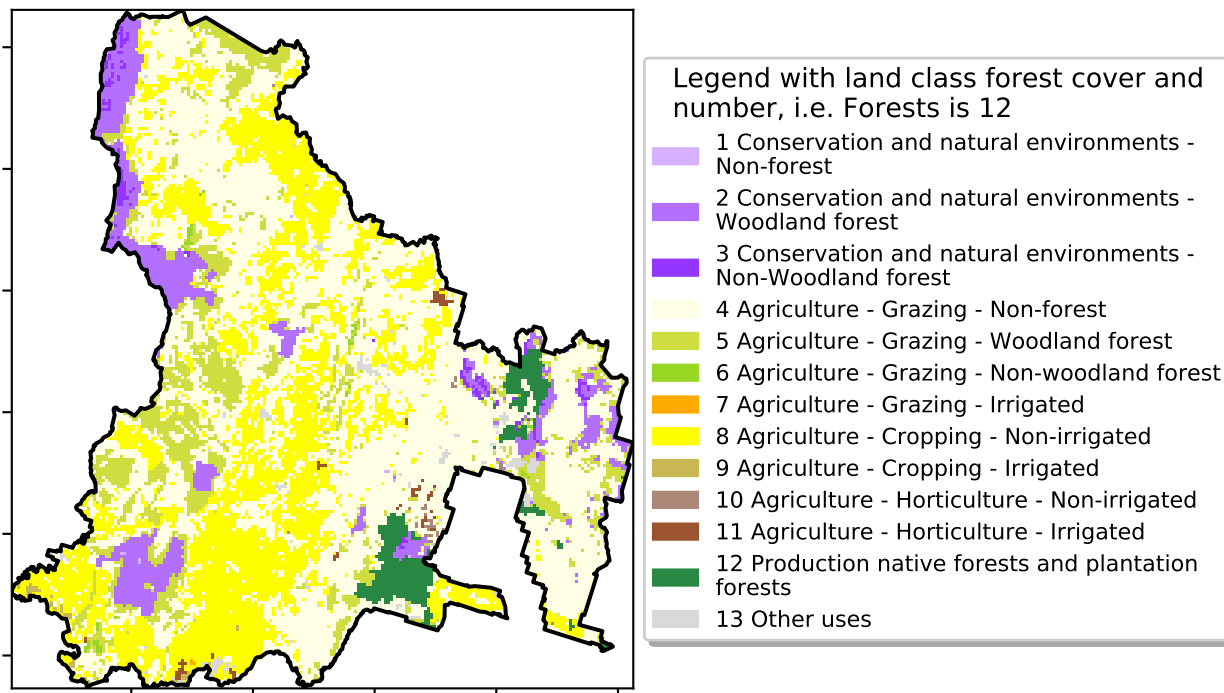 Legend with land class forest cover and
number, i.e. Forests is 12
1 Conservation and natural environments -
Non-forest
2 Conservation and natural environments -
Woodland forest
3 Conservation and natural environments -
Non-Woodland forest
4 Agriculture - Grazing - Non-forest
5 Agriculture - Grazing - Woodland forest
6 Agriculture - Grazing - Non-woodland forest
7 Agriculture - Grazing - Irrigated
8 Agriculture - Cropping - Non-irrigated
9 Agriculture - Cropping - Irrigated
10 Agriculture - Horticulture - Non-irrigated
11 Agriculture - Horticulture - Irrigated
12 Production native forests and plantation
forests
13 Other uses